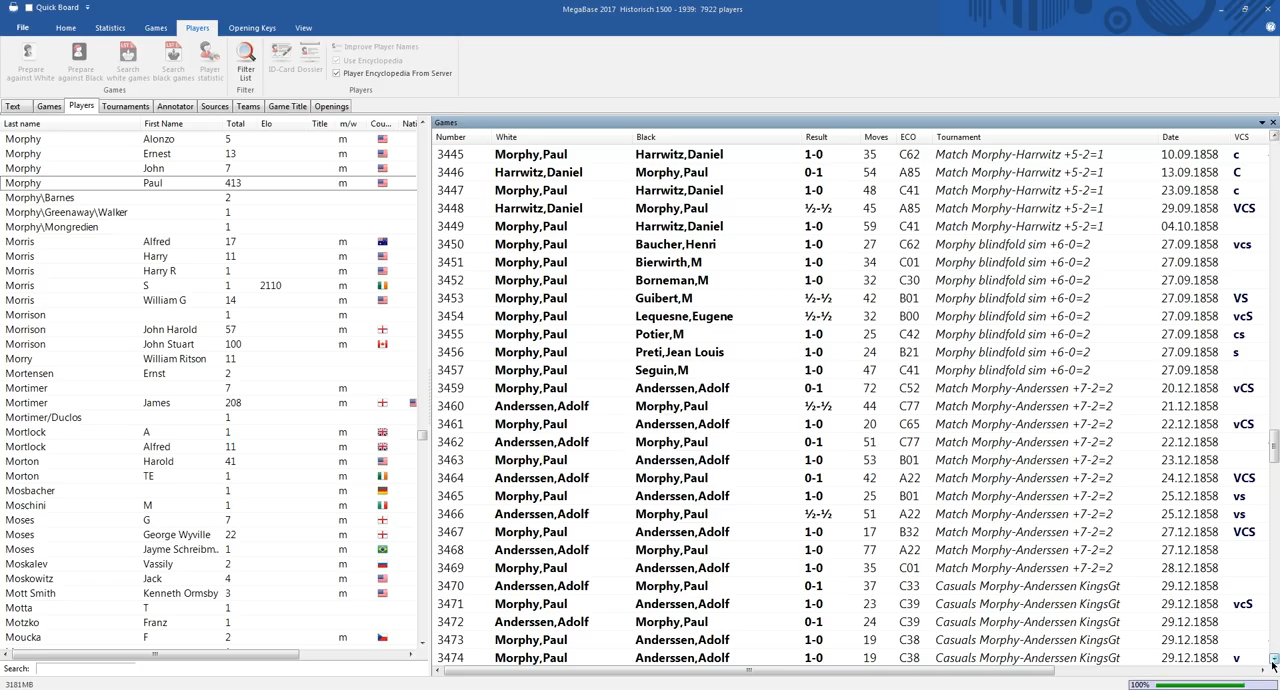 Quick Board
MegaBase 2017 Historisch 1500 - 1939: 7922 players
File Home Statistics Games Players Opening Keys View
Prepare against White
Prepare against Black
Search white games
Search black games
Player statistic
Games
Filter List
Filter
ID-Card Dossier
Improve Player Names
Use Encyclopedia
Player Encyclopedia From Server
Players
Text Games Players Tournaments Annotator Sources Teams Game Title Openings
Last name First Name Total Elo Title m/w Cou... Nati
Morphy Alonzo 5 m
Morphy Ernest 13 m
Morphy John 7 m
Morphy Paul 413 m
Morphy\Barnes 2
Morphy\Greenaway\Walker 1
Morphy\Mongredien 1
Morris Alfred 17 m
Morris Harry 11 m
Morris Harry R 1 m
Morris S 1 2110 m
Morris William G 14 m
Morrison 1 m
Morrison John Harold 57 m
Morrison John Stuart 100 m
Morry William Ritson 11
Mortensen Ernst 2
Mortimer 7 m
Mortimer James 208 m
Mortimer/Duclos 1
Mortlock A 1 m
Mortlock Alfred 11 m
Morton Harold 41 m
Morton TE 1 m
Mosbacher 1 m
Moschini M 1 m
Moses G 7 m
Moses George Wyville 22 m
Moses Jayme Schreibm.. 1 m
Moskalev Vassily 2 m
Moskowitz Jack 4 m
Mott Smith Kenneth Ormsby 3 m
Motta T 1
Motzko Franz 1
Moucka F 2 m
Search:
Games
Number White Black Result Moves ECO Tournament Date VCS
3445 Morphy,Paul Harrwitz,Daniel 1-0 35 C62 Match Morphy-Harrwitz +5-2=1 10.09.1858 c
3446 Harrwitz,Daniel Morphy,Paul 0-1 54 A85 Match Morphy-Harrwitz +5-2=1 13.09.1858 C
3447 Morphy,Paul Harrwitz,Daniel 1-0 48 C41 Match Morphy-Harrwitz +5-2=1 23.09.1858 c
3448 Harrwitz,Daniel Morphy,Paul ½-½ 45 A85 Match Morphy-Harrwitz +5-2=1 29.09.1858 VCS
3449 Morphy,Paul Harrwitz,Daniel 1-0 59 C41 Match Morphy-Harrwitz +5-2=1 04.10.1858
3450 Morphy,Paul Baucher,Henri 1-0 27 C62 Morphy blindfold sim +6-0=2 27.09.1858 vcs
3451 Morphy,Paul Bierwirth,M 1-0 34 C01 Morphy blindfold sim +6-0=2 27.09.1858
3452 Morphy,Paul Borneman,M 1-0 32 C30 Morphy blindfold sim +6-0=2 27.09.1858
3453 Morphy,Paul Guibert,M ½-½ 42 B01 Morphy blindfold sim +6-0=2 27.09.1858 VS
3454 Morphy,Paul Lequesne,Eugene ½-½ 32 B00 Morphy blindfold sim +6-0=2 27.09.1858 vcS
3455 Morphy,Paul Potier,M 1-0 25 C42 Morphy blindfold sim +6-0=2 27.09.1858 cs
3456 Morphy,Paul Preti,Jean Louis 1-0 24 B21 Morphy blindfold sim +6-0=2 27.09.1858 s
3457 Morphy,Paul Seguin,M 1-0 47 C51 Morphy blindfold sim +6-0=2 27.09.1858
3459 Morphy,Paul Anderssen,Adolf 0-1 72 C52 Match Morphy-Anderssen +7-2=2 20.12.1858 vCS
3460 Anderssen,Adolf Morphy,Paul ½-½ 44 C77 Match Morphy-Anderssen +7-2=2 21.12.1858
3461 Morphy,Paul Anderssen,Adolf 1-0 20 C65 Match Morphy-Anderssen +7-2=2 22.12.1858 vCS
3462 Anderssen,Adolf Morphy,Paul 0-1 51 C77 Match Morphy-Anderssen +7-2=2 22.12.1858
3463 Morphy,Paul Anderssen,Adolf 1-0 53 B01 Match Morphy-Anderssen +7-2=2 23.12.1858
3464 Anderssen,Adolf Morphy,Paul 0-1 42 A22 Match Morphy-Anderssen +7-2=2 24.12.1858 VCS
3465 Morphy,Paul Anderssen,Adolf 1-0 25 B01 Match Morphy-Anderssen +7-2=2 25.12.1858 vs
3466 Anderssen,Adolf Morphy,Paul ½-½ 51 A22 Match Morphy-Anderssen +7-2=2 25.12.1858 vs
3467 Morphy,Paul Anderssen,Adolf 1-0 17 B32 Match Morphy-Anderssen +7-2=2 27.12.1858 VCS
3468 Anderssen,Adolf Morphy,Paul 1-0 77 A22 Match Morphy-Anderssen +7-2=2 27.12.1858
3469 Morphy,Paul Anderssen,Adolf 1-0 35 C01 Match Morphy-Anderssen +7-2=2 28.12.1858
3470 Anderssen,Adolf Morphy,Paul 0-1 37 C33 Casuals Morphy-Anderssen KingsGt 29.12.1858
3471 Morphy,Paul Anderssen,Adolf 1-0 23 C39 Casuals Morphy-Anderssen KingsGt 29.12.1858 vcS
3472 Anderssen,Adolf Morphy,Paul 0-1 24 C39 Casuals Morphy-Anderssen KingsGt 29.12.1858
3473 Morphy,Paul Anderssen,Adolf 1-0 19 C38 Casuals Morphy-Anderssen KingsGt 29.12.1858
3474 Morphy,Paul Anderssen,Adolf 1-0 19 C38 Casuals Morphy-Anderssen KingsGt 29.12.1858 v
3181MB
100%